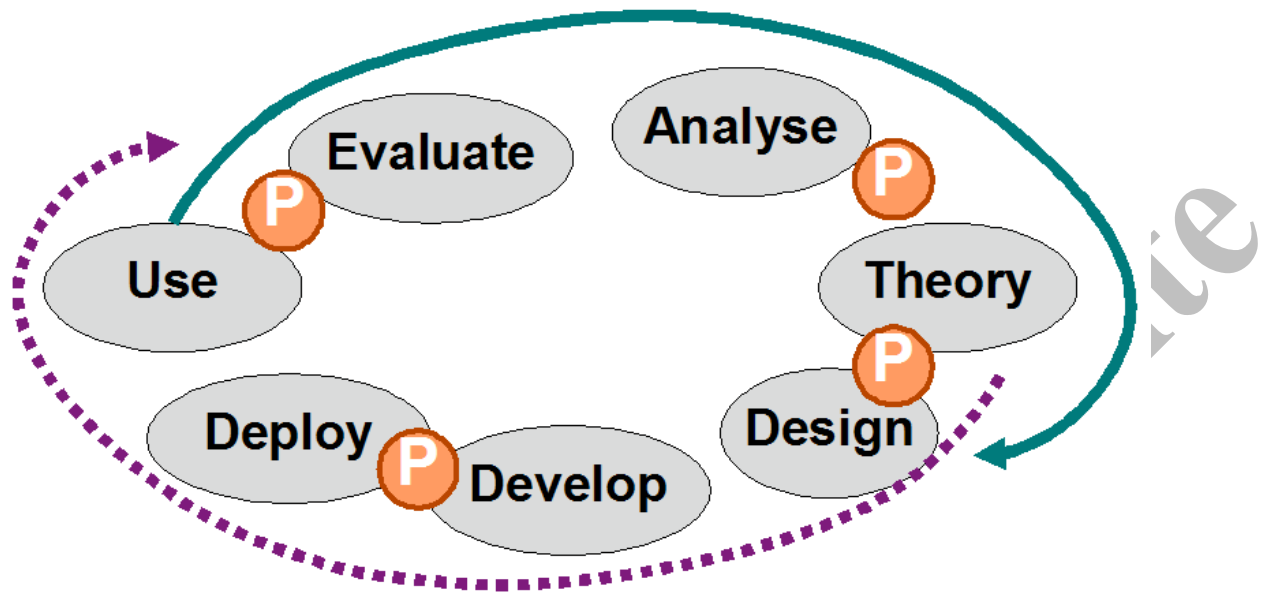 Analyse
Evaluate
P
P
Use
Theory
P
Design
Deploy
P
Develop